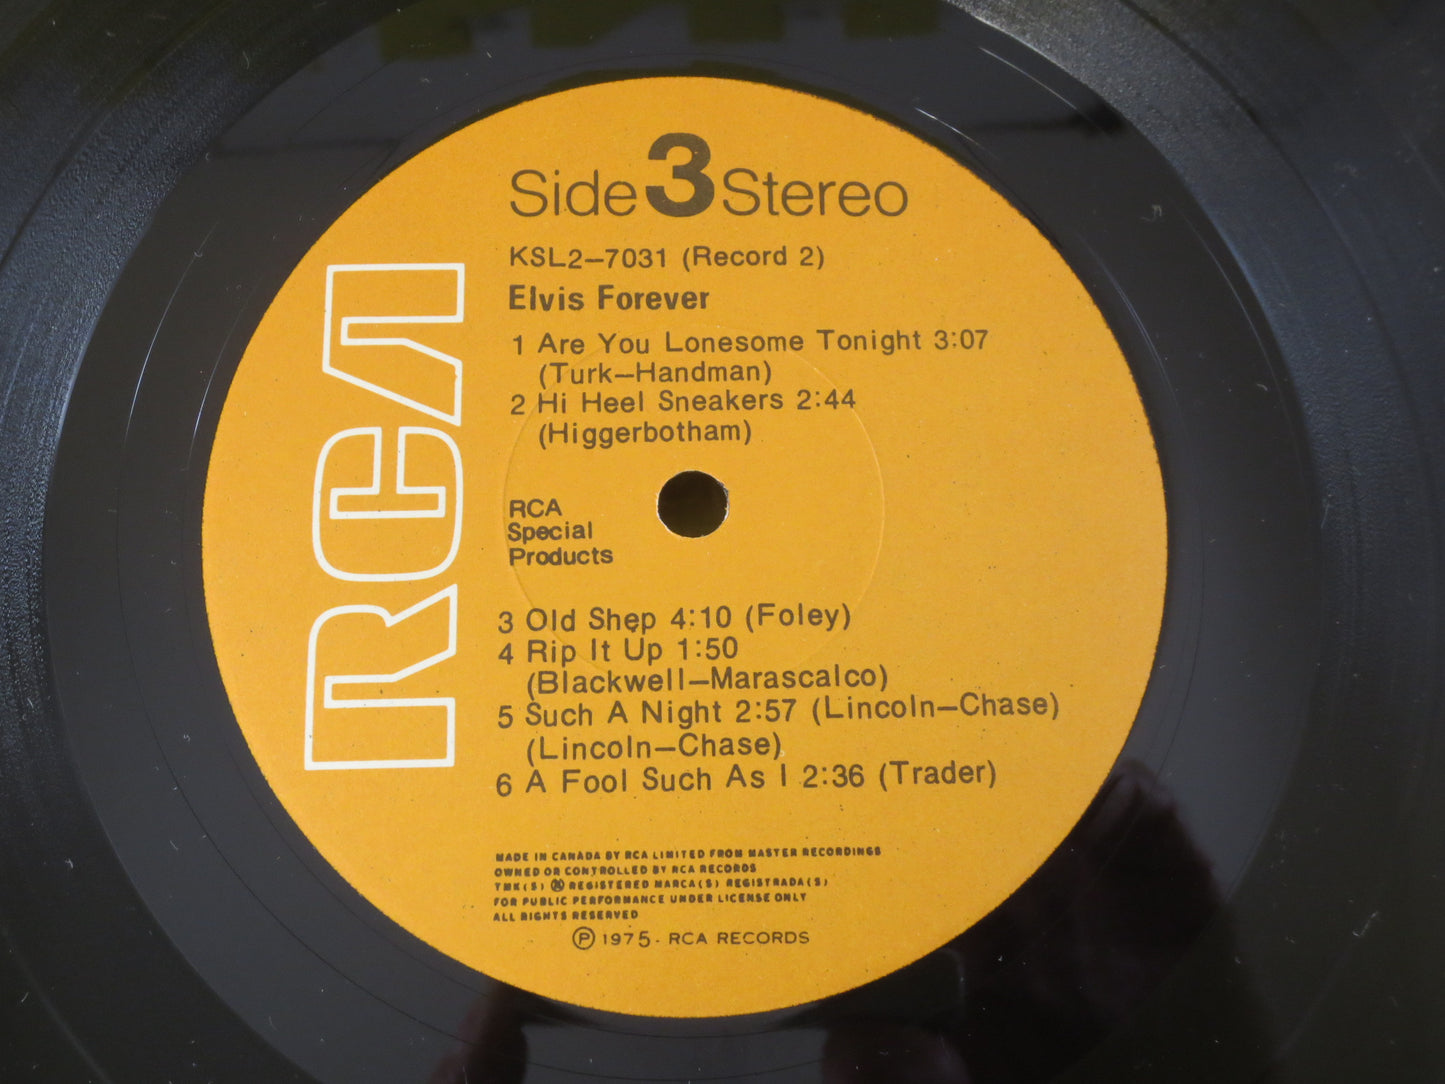 Side 3 Stereo
KSL2-7031 (Record 2)
Elvis Forever
1 Are You Lonesome Tonight 3:07
(Turk-Handman)
2 Hi Heel Sneakers 2:44
(Higgerbotham)
RCA
RCA
Special
Products
3 Old Shep 4:10 (Foley)
4 Rip It Up 1:50
(Blackwell-Marascalco)
5 Such A Night 2:57 (Lincoln-Chase)
(Lincoln-Chase)
6 A Fool Such As I 2:36 (Trader)
MADE IN CANADA BY RCA LIMITED FROM MASTER RECORDINGS
OWNED OR CONTROLLED BY RCA RECORDS
TMK(S) ® REGISTERED MARCA(S) REGISTRADA(S)
FOR PUBLIC PERFORMANCE UNDER LICENSE ONLY
ALL RIGHTS RESERVED
℗ 1975 · RCA RECORDS